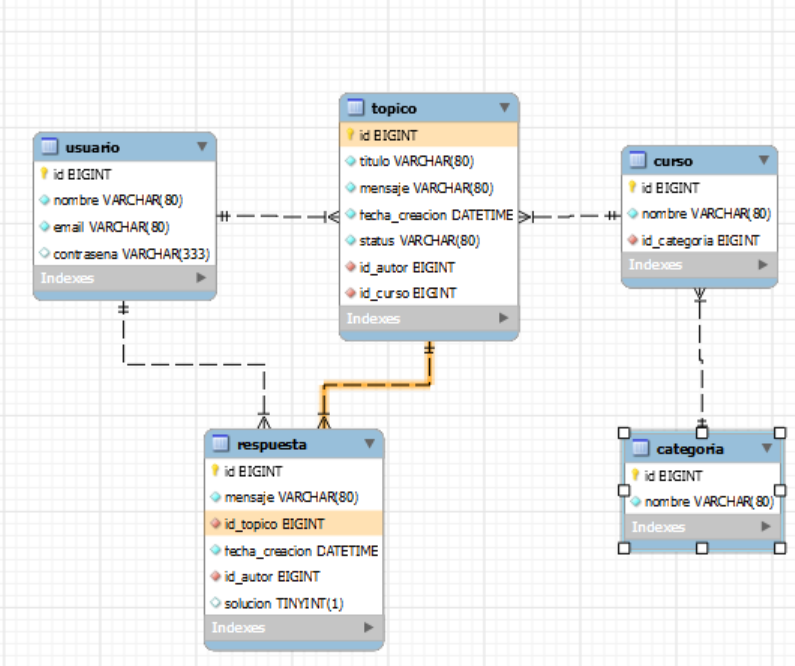 usuario
id BIGINT
nombre VARCHAR(80)
email VARCHAR(80)
contrasena VARCHAR(333)
Indexes
topico
id BIGINT
titulo VARCHAR(80)
mensaje VARCHAR(80)
fecha_creacion DATETIME
status VARCHAR(80)
id_autor BIGINT
id_curso BIGINT
Indexes
curso
id BIGINT
nombre VARCHAR(80)
id_categoria BIGINT
Indexes
respuesta
id BIGINT
mensaje VARCHAR(80)
id_topico BIGINT
fecha_creacion DATETIME
id_autor BIGINT
solucion TINYINT(1)
Indexes
categoria
id BIGINT
nombre VARCHAR(80)
Indexes